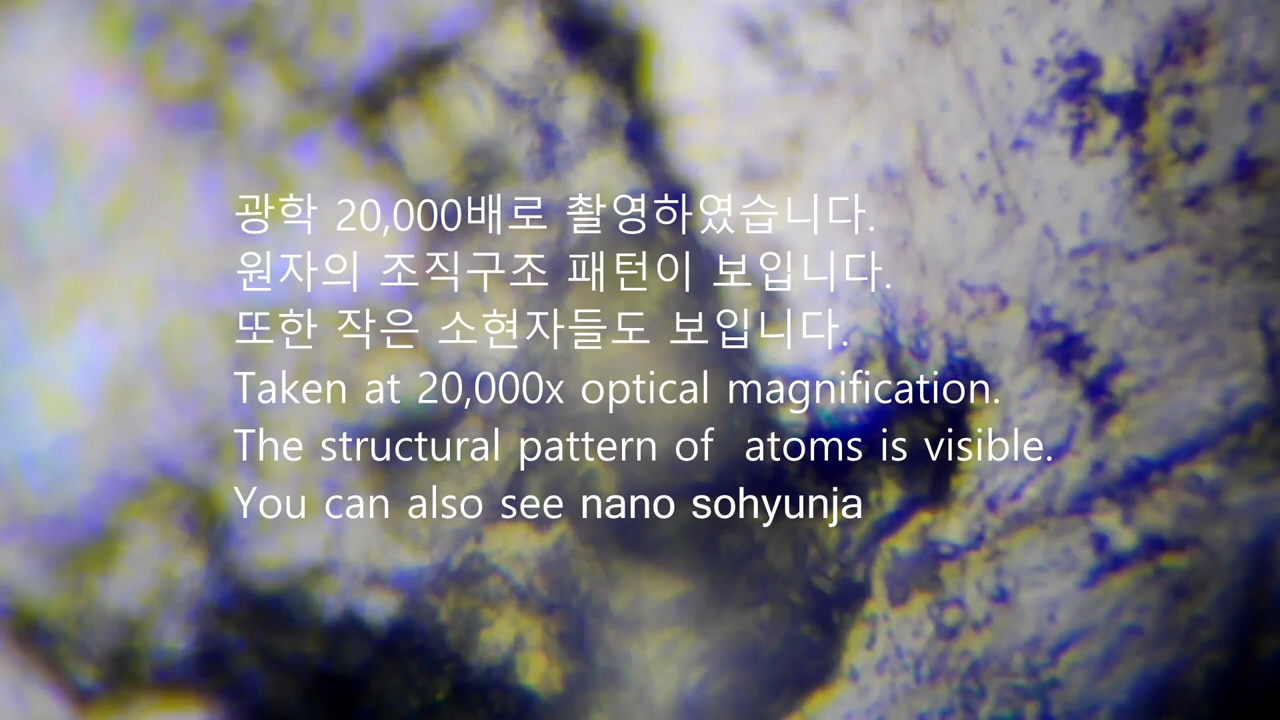 광학 20,000배로 촬영하였습니다.
원자의 조직구조 패턴이 보입니다.
또한 작은 소현자들도 보입니다.
Taken at 20,000x optical magnification.
The structural pattern of  atoms is visible.
You can also see nano sohyunja